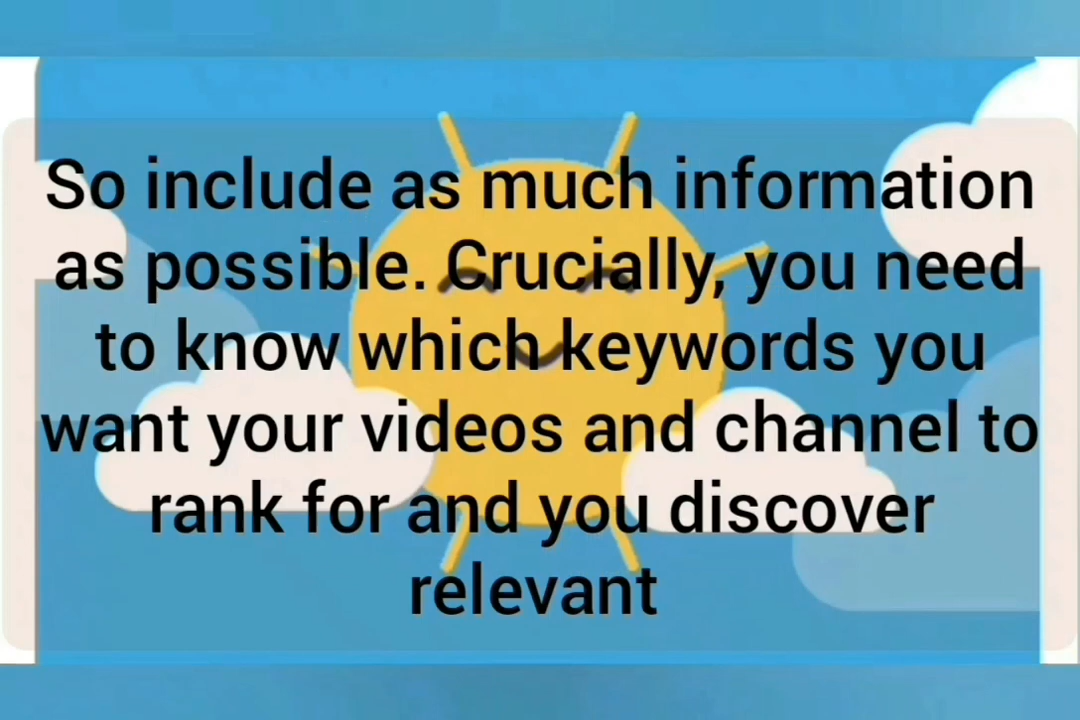 So include as much information
as possible. Crucially, you need
to know which keywords you
want your videos and channel to
rank for and you discover
relevant